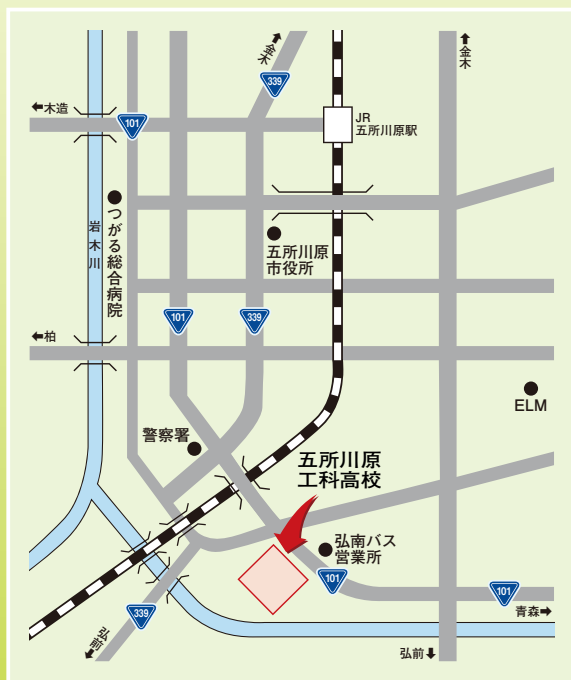 金木
金木
339
木造
101
JR
五所川原駅
つがる総合病院
岩木川
五所川原
市役所
101
339
柏
ELM
警察署
五所川原
工科高校
弘南バス
営業所
101
101
青森
339
弘前
弘前